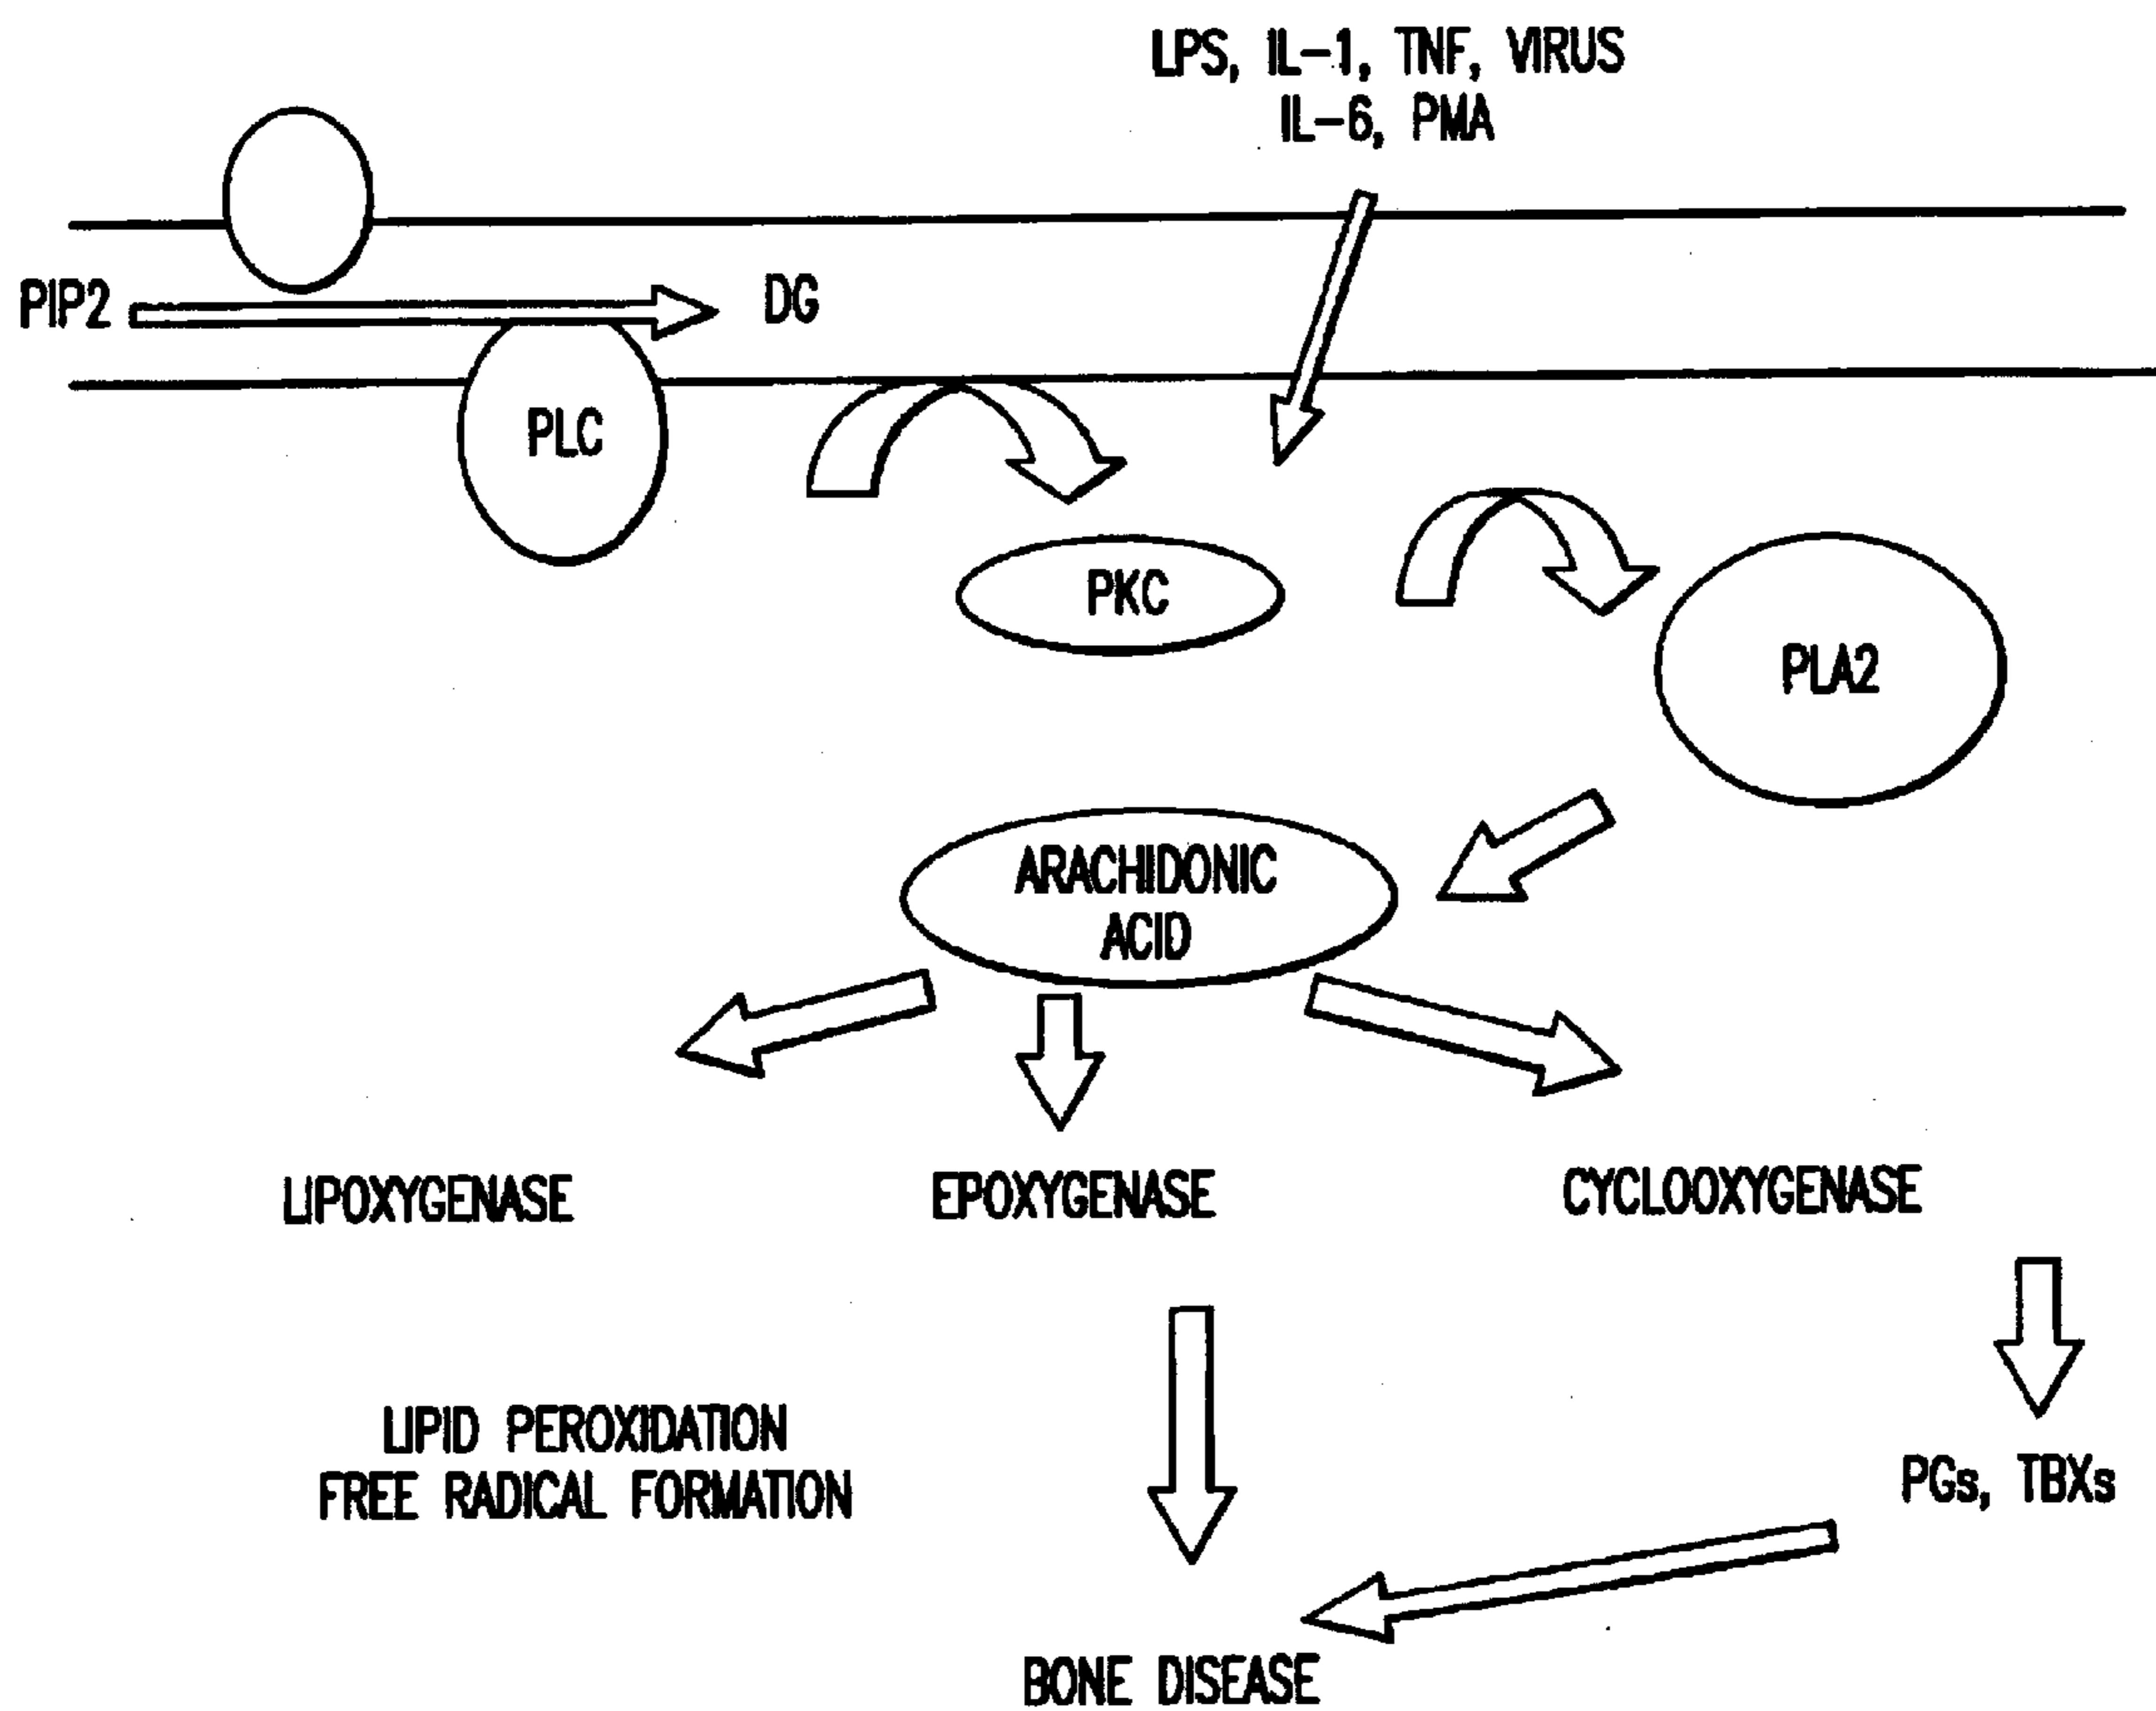 LPS, IL-1, TNF, VIRUS
IL-6, PMA
PIP2
DG
PLC
PKC
PLA2
ARACHIDONIC
ACID
LIPOXYGENASE
EPOXYGENASE
CYCLOOXYGENASE
LIPID PEROXIDATION
FREE RADICAL FORMATION
PGs, TBXs
BONE DISEASE